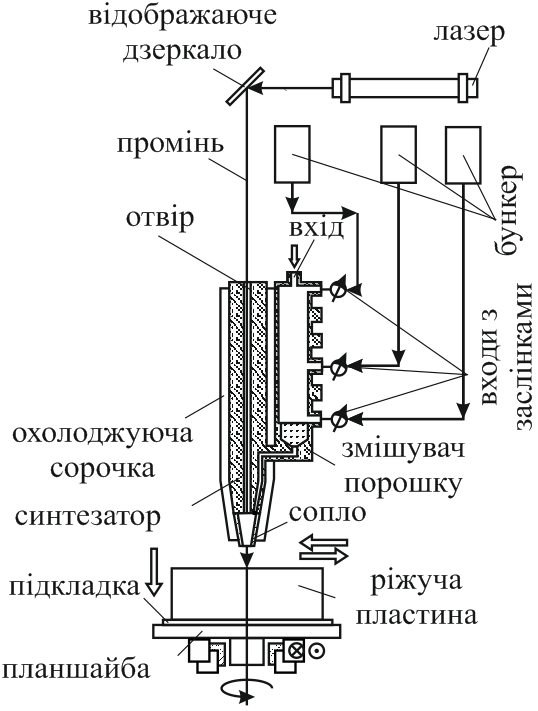 відображаюче
дзеркало
лазер
промінь
отвір
вхід
бункер
входи з
заслінками
охолоджуюча
сорочка
синтезатор
змішувач
порошку
сопло
підкладка
ріжуча
пластина
планшайба